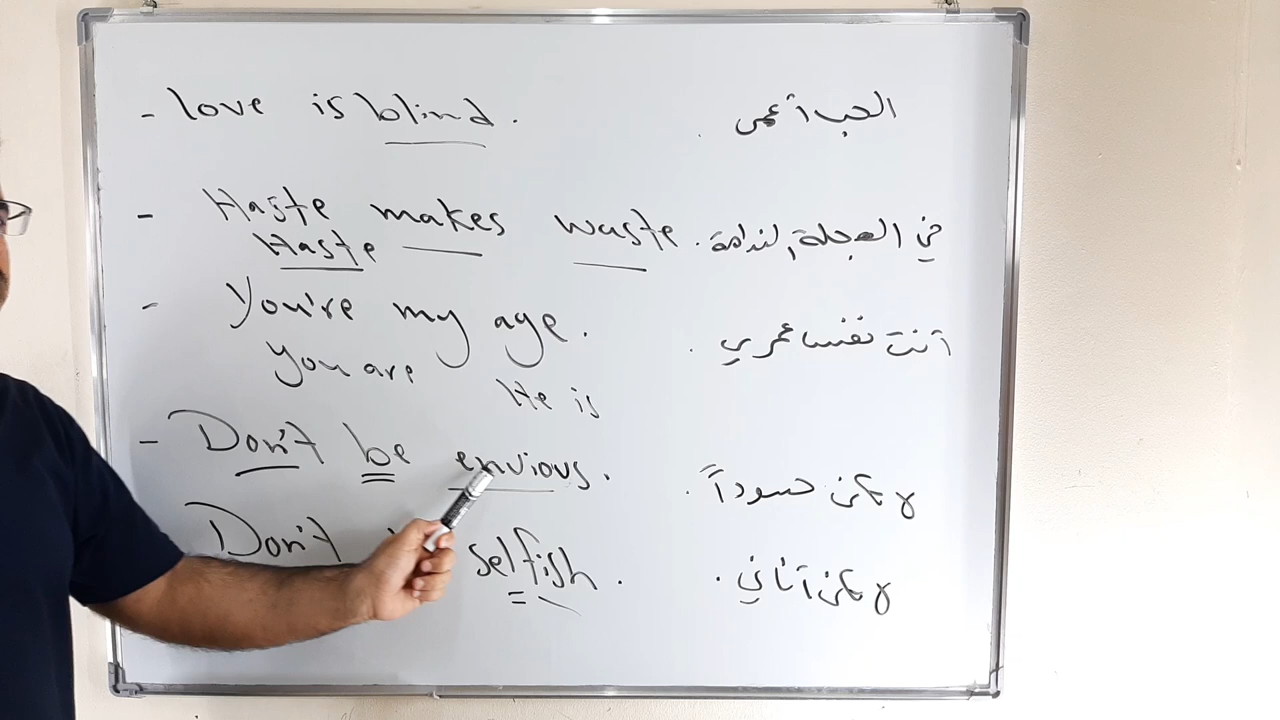 - love is blind. الحب أعمى .
- Haste makes waste. في العجلة الندامة
Haste
- You're my age. أنت نفس عمري .
You are He is
- Don't be envious. لا تكن حسوداً .
Don't selfish. لا تكن أناني .